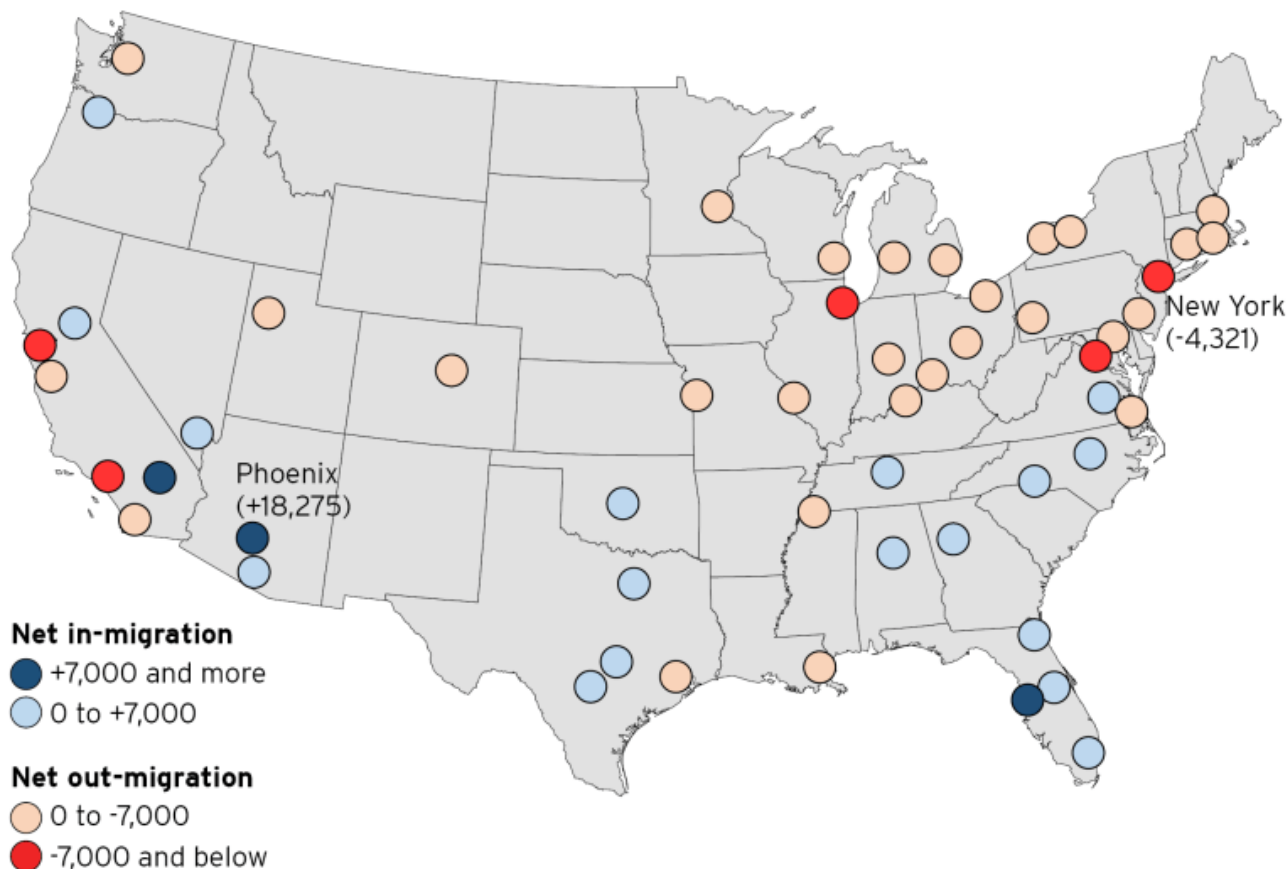 New York
(-4,321)
Phoenix
(+18,275)
Net in-migration
+7,000 and more
0 to +7,000
Net out-migration
0 to -7,000
-7,000 and below